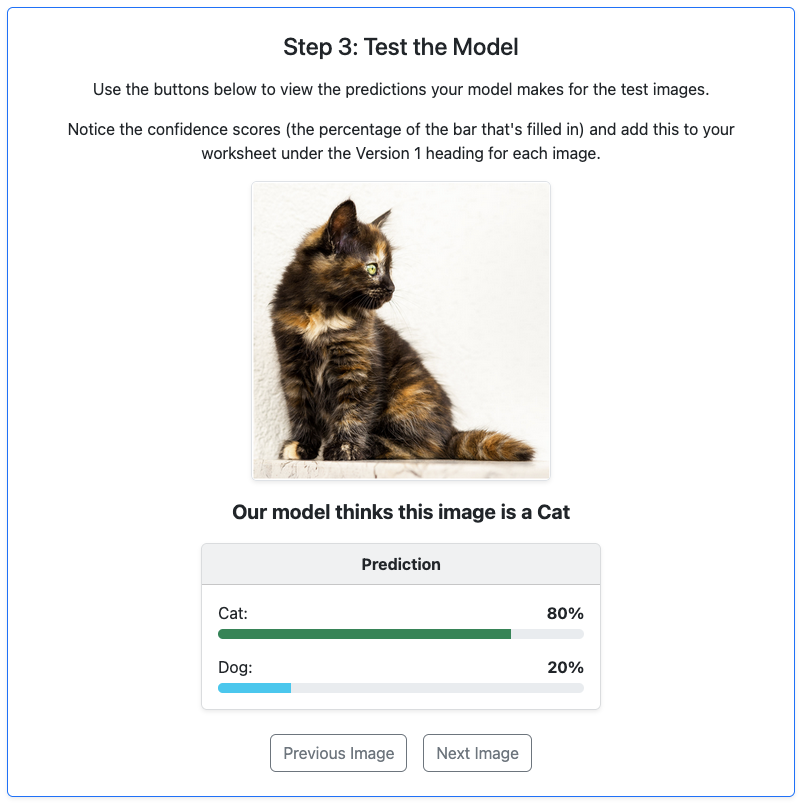 Step 3: Test the Model
Use the buttons below to view the predictions your model makes for the test images.
Notice the confidence scores (the percentage of the bar that's filled in) and add this to your
worksheet under the Version 1 heading for each image.
Our model thinks this image is a Cat
Prediction
Cat: 80%
Dog: 20%
Previous Image Next Image